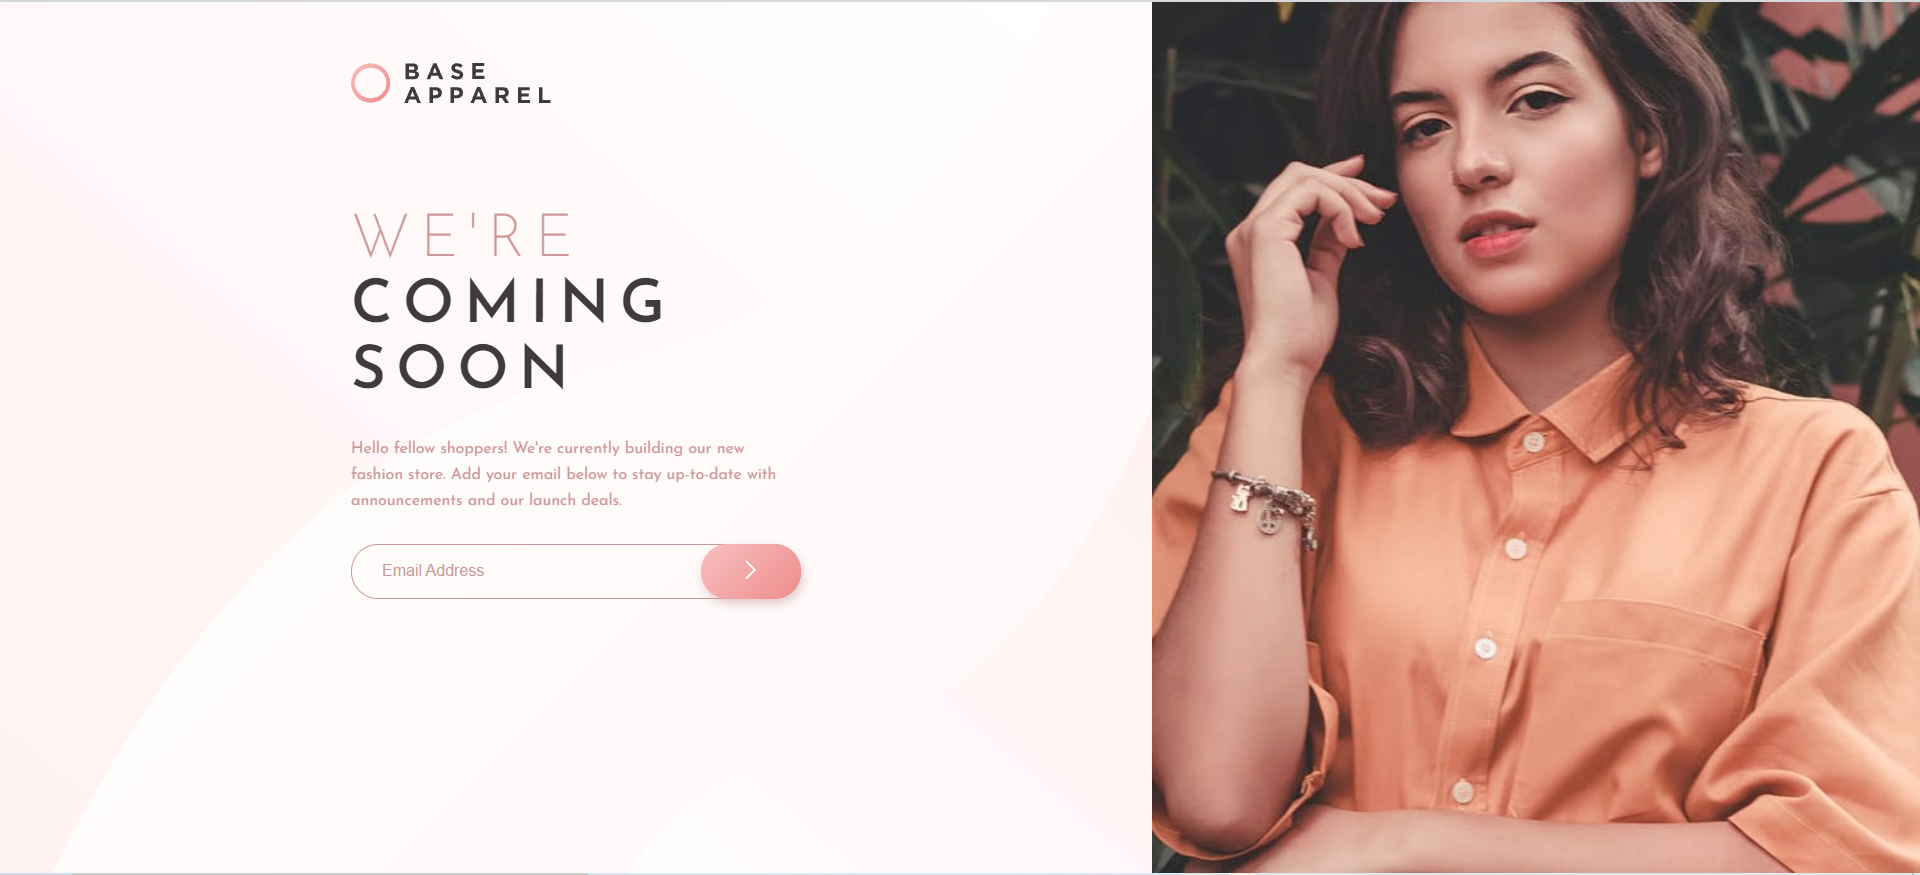 BASE
APPAREL
WE'RE
COMING
SOON
Hello fellow shoppers! We're currently building our new
fashion store. Add your email below to stay up-to-date with
announcements and our launch deals.
Email Address